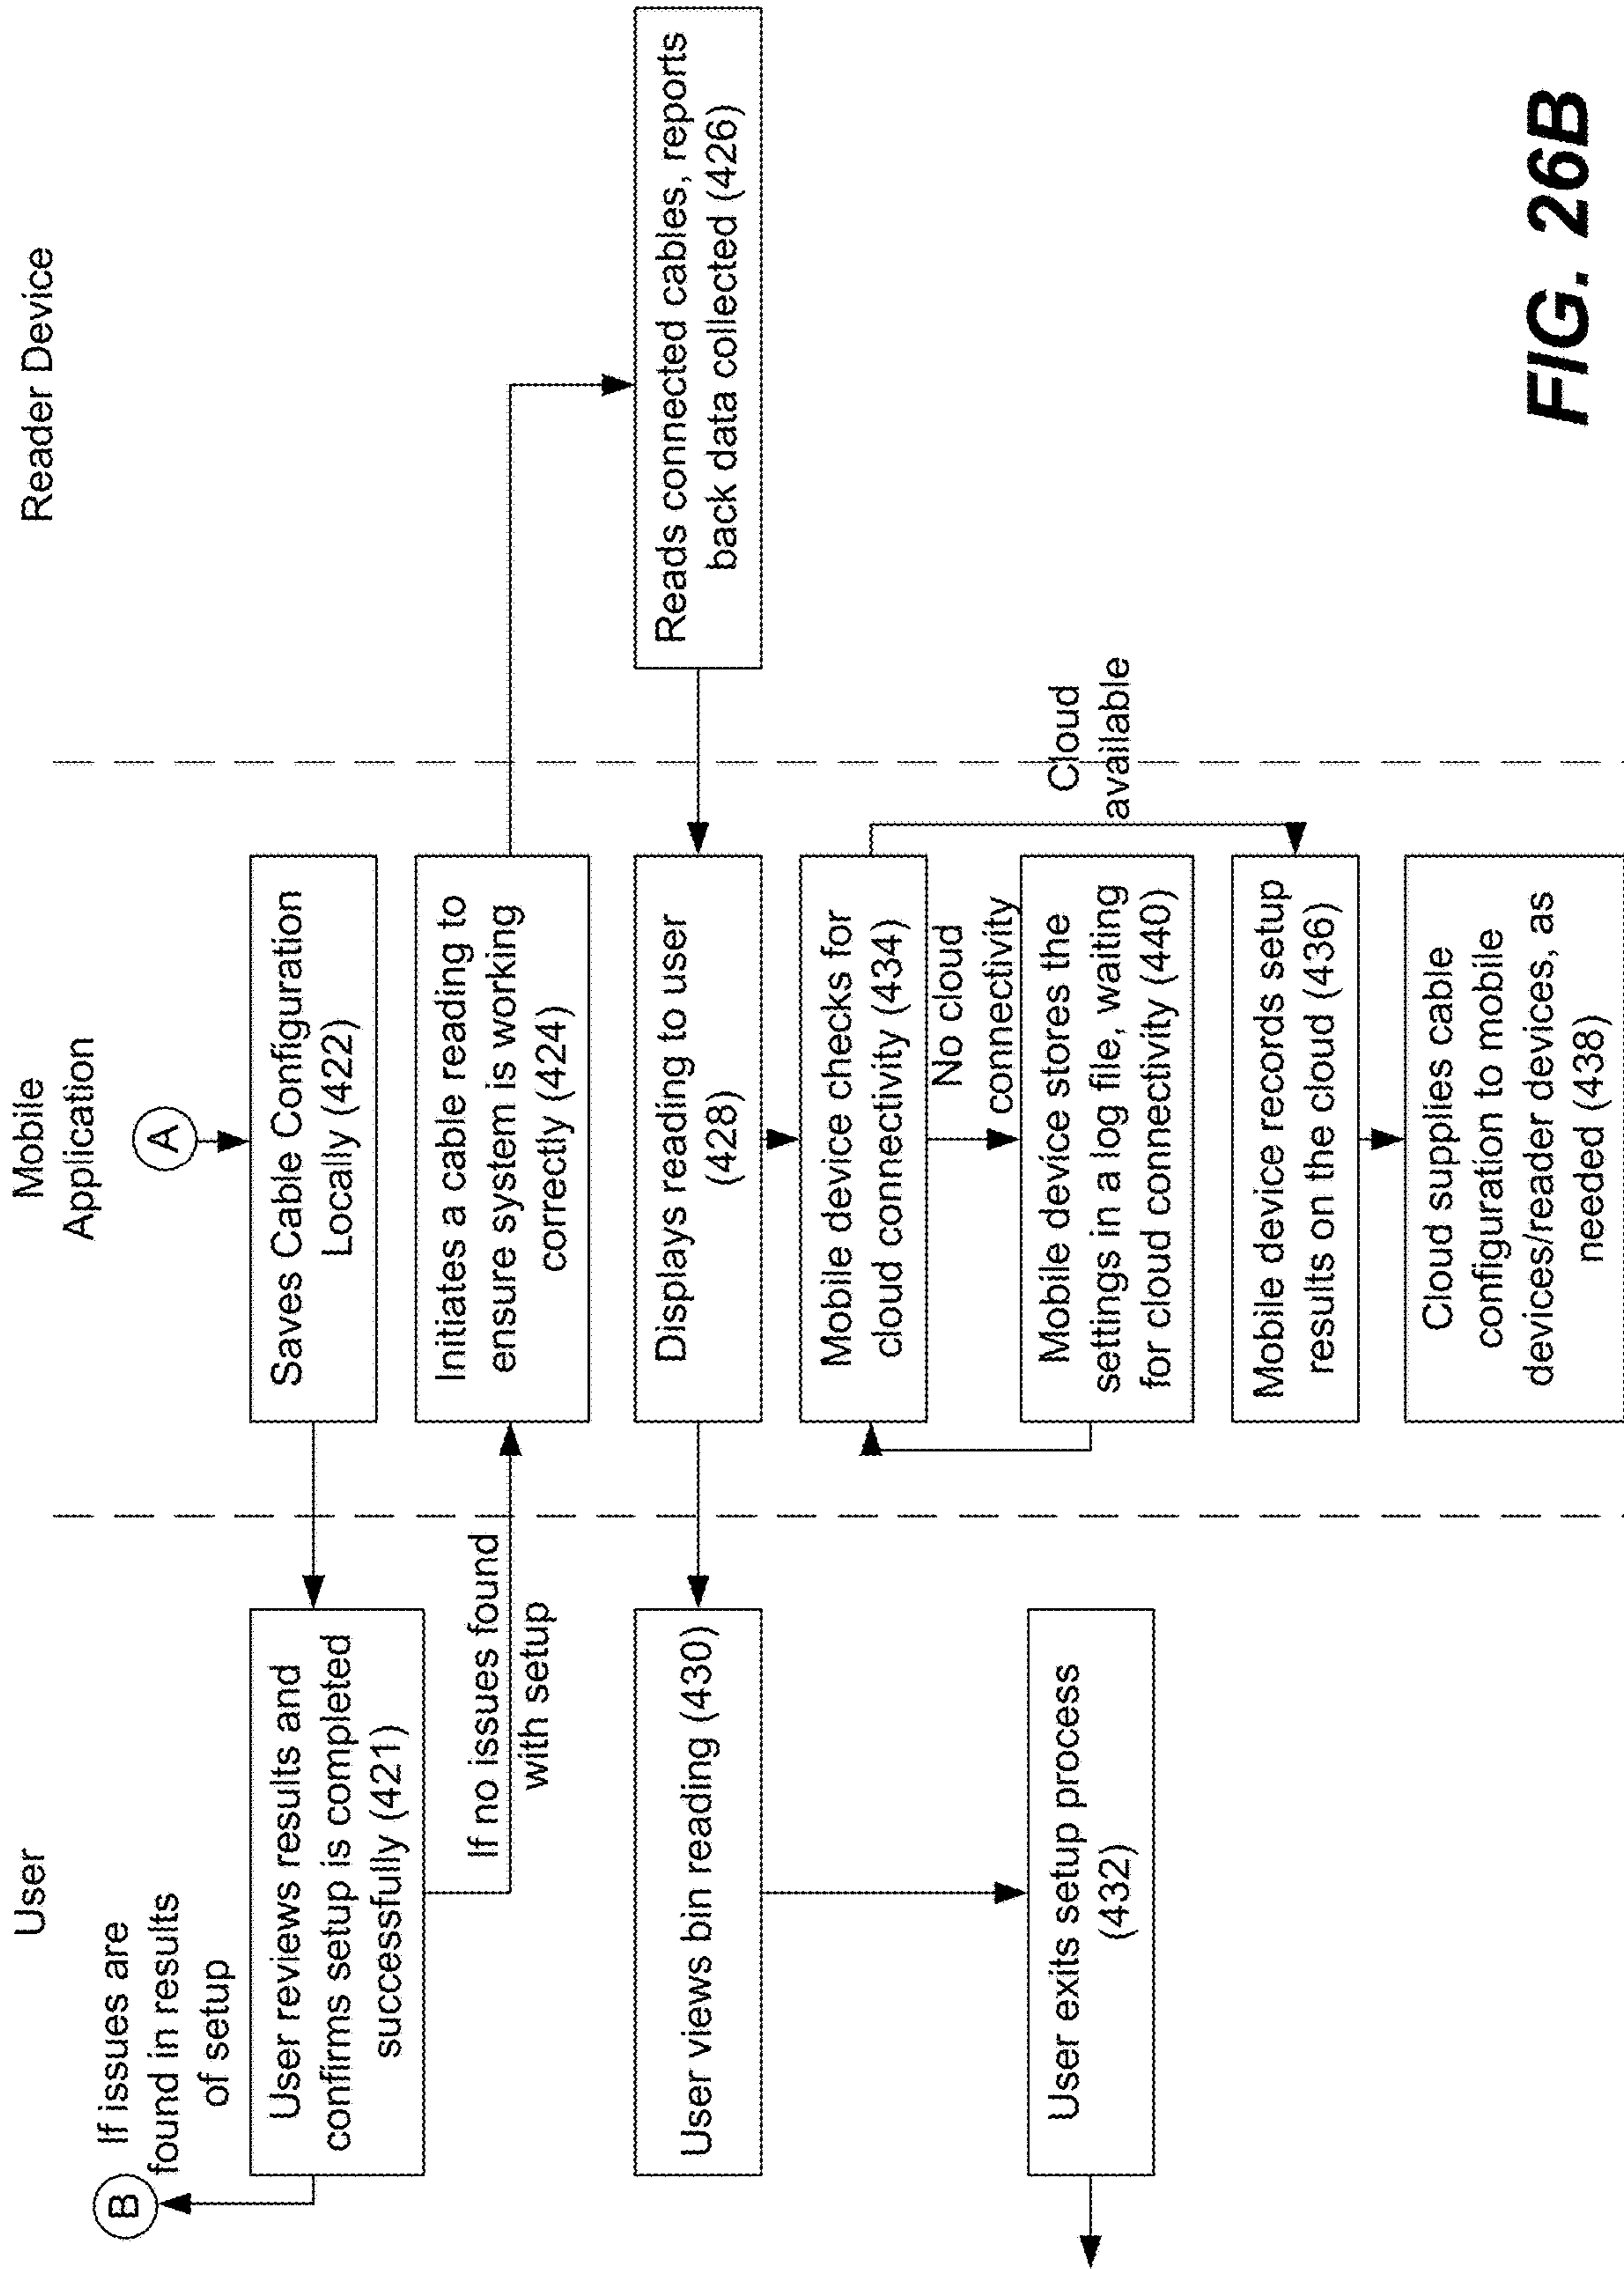 User
Mobile
Application
Reader Device
B
If issues are
found in results
of setup
A
Saves Cable Configuration
Locally (422)
User reviews results and
confirms setup is completed
successfully (421)
If no issues found
with setup
Initiates a cable reading to
ensure system is working
correctly (424)
Reads connected cables, reports
back data collected (426)
Displays reading to user
(428)
User views bin reading (430)
User exits setup process
(432)
Mobile device checks for
cloud connectivity (434)
No cloud
connectivity
Cloud
available
Mobile device stores the
settings in a log file, waiting
for cloud connectivity (440)
Mobile device records setup
results on the cloud (436)
Cloud supplies cable
configuration to mobile
devices/reader devices, as
needed (438)
FIG. 26B